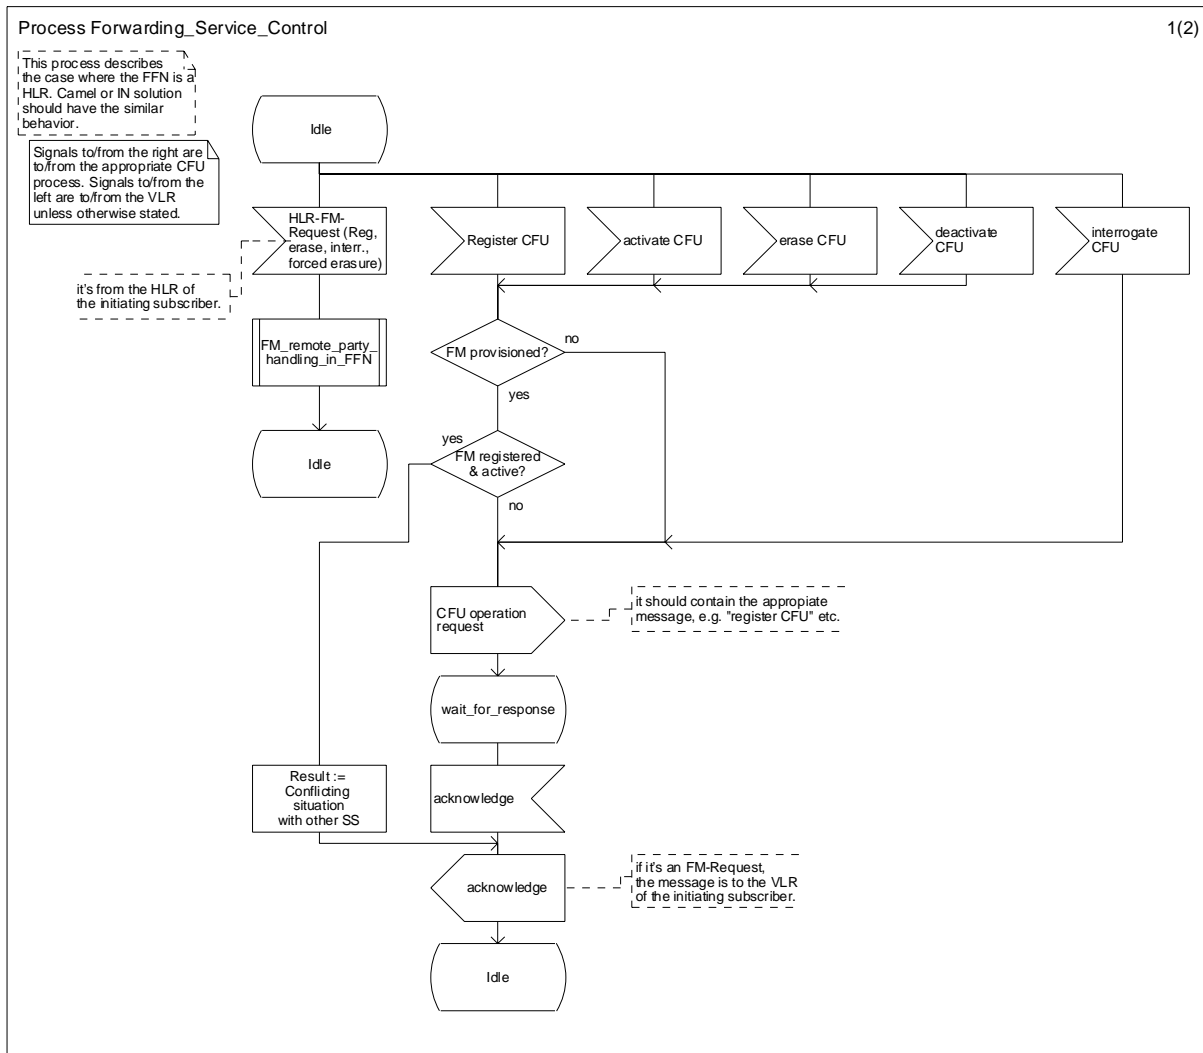 Process Forwarding_Service_Control
1(2)
This process describes
the case where the FFN is a
HLR. Camel or IN solution
should have the similar
behavior.
Signals to/from the right are
to/from the appropriate CFU
process. Signals to/from the
left are to/from the VLR
unless otherwise stated.
Idle
HLR-FM-
Request (Reg,
erase, interr.,
forced erasure)
Register CFU
activate CFU
erase CFU
deactivate
CFU
interrogate
CFU
it's from the HLR of
the initiating subscriber.
FM_remote_party_
handling_in_FFN
Idle
FM provisioned?
no
yes
yes
FM registered
& active?
no
CFU operation
request
it should contain the appropiate
message, e.g. "register CFU" etc.
wait_for_response
Result :=
Conflicting
situation
with other SS
acknowledge
acknowledge
if it's an FM-Request,
the message is to the VLR
of the initiating subscriber.
Idle